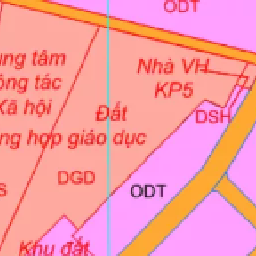 ODT
ung tâm
ông tác
Xã hội
Nhà VH
KP5
Đất
ng hợp giáo dục
DSH
DGD
ODT
S
Khu đất